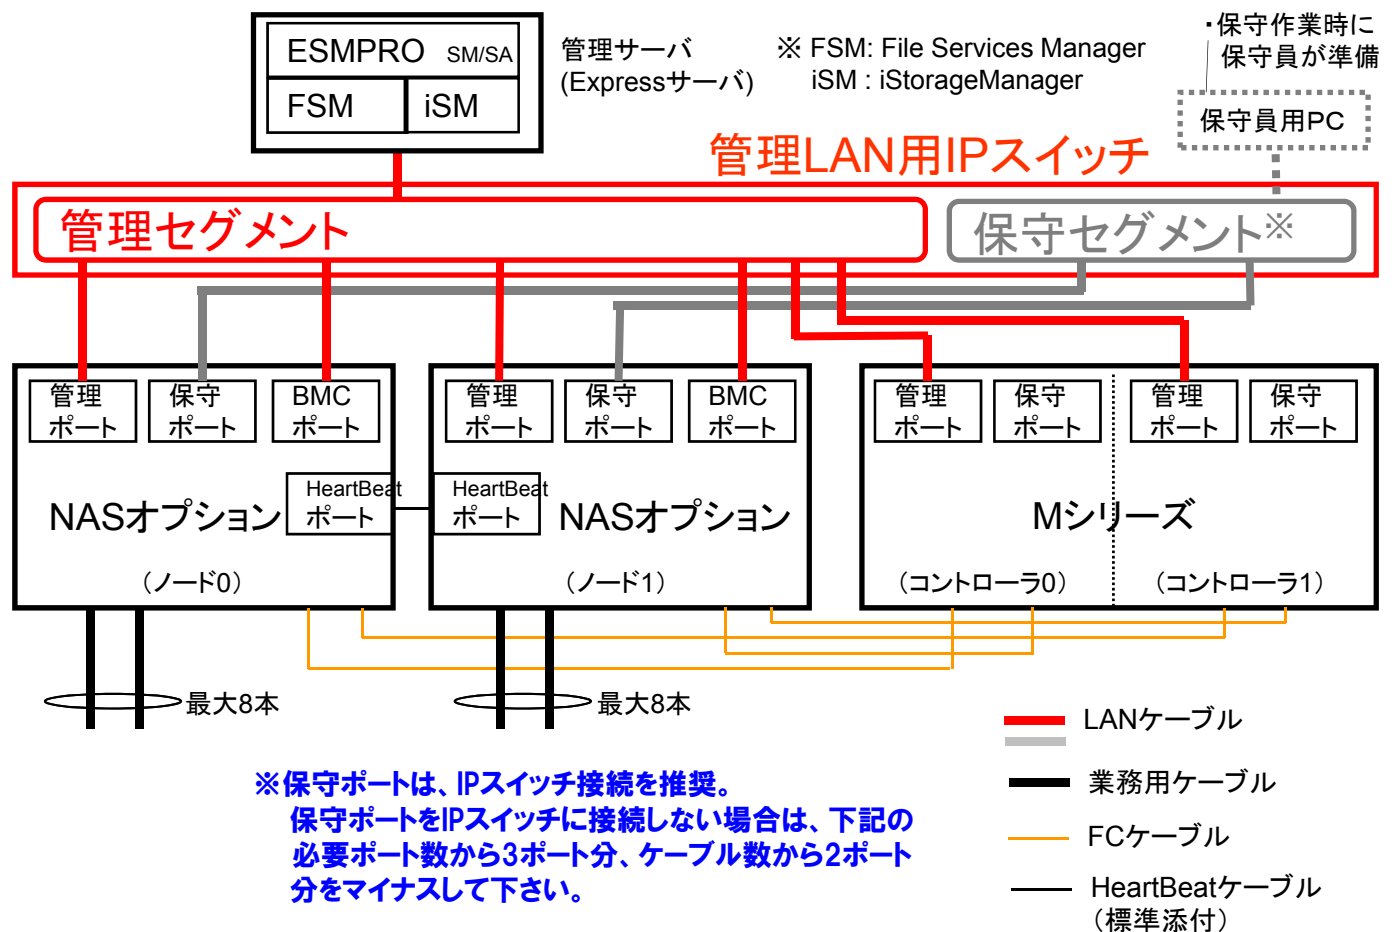 ESMPRO SM/SA
FSM
iSM
管理サーバ
(Expressサーバ)
※ FSM: File Services Manager
iSM : iStorageManager
・保守作業時に
保守員が準備
保守員用PC
管理LAN用IPスイッチ
管理セグメント
保守セグメント※
管理
ポート
保守
ポート
BMC
ポート
管理
ポート
保守
ポート
BMC
ポート
管理
ポート
保守
ポート
管理
ポート
保守
ポート
HeartBeat
ポート
HeartBeat
ポート
NASオプション
NASオプション
Mシリーズ
（ノード0）
（ノード1）
（コントローラ0）
（コントローラ1）
最大8本
最大8本
LANケーブル
業務用ケーブル
FCケーブル
HeartBeatケーブル
（標準添付）
※保守ポートは、IPスイッチ接続を推奨。
保守ポートをIPスイッチに接続しない場合は、下記の
必要ポート数から3ポート分、ケーブル数から2ポート
分をマイナスして下さい。